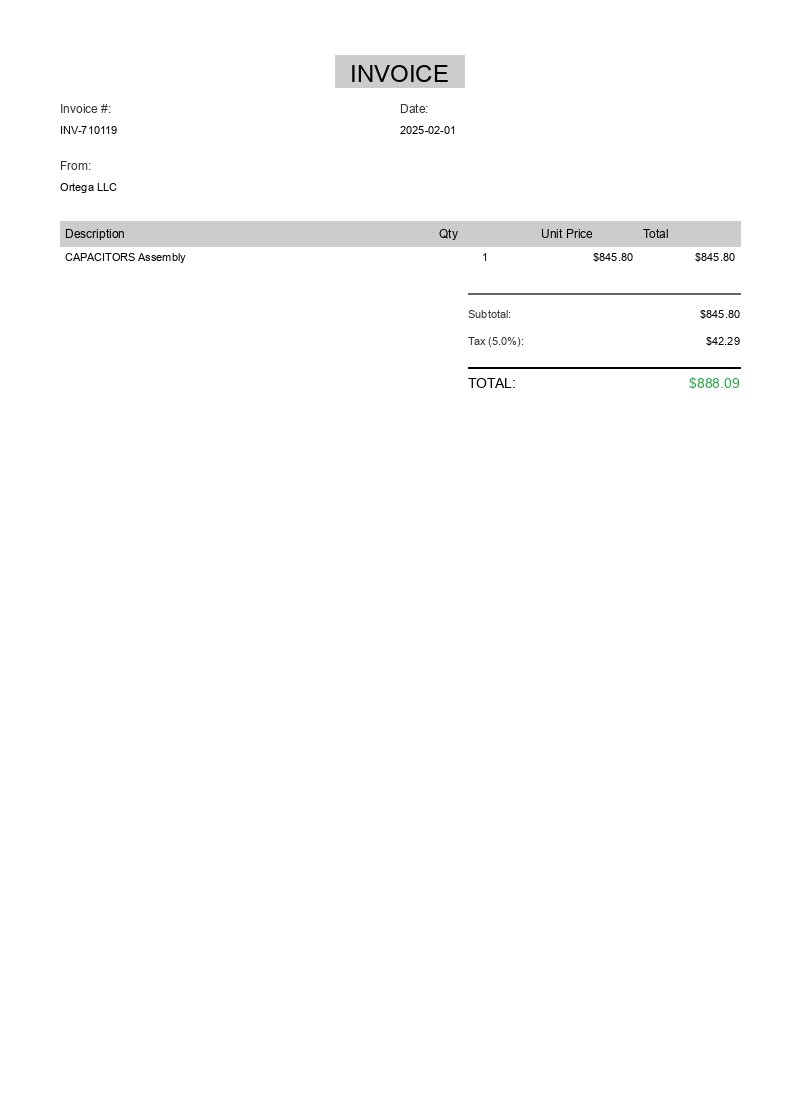 INVOICE
Invoice #: Date:
INV-710119 2025-02-01
From:
Ortega LLC
Description Qty Unit Price Total
CAPACITORS Assembly 1 $845.80 $845.80
Subtotal: $845.80
Tax (5.0%): $42.29
TOTAL: $888.09